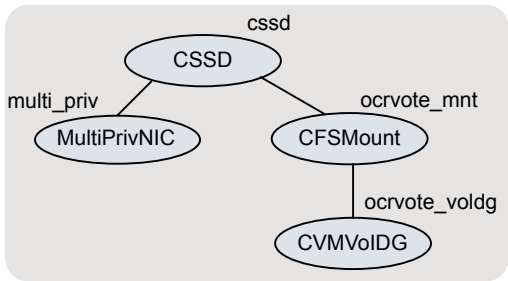 cssd
CSSD
multi_priv
ocrvote_mnt
MultiPrivNIC
CFSMount
ocrvote_voldg
CVMVolDG